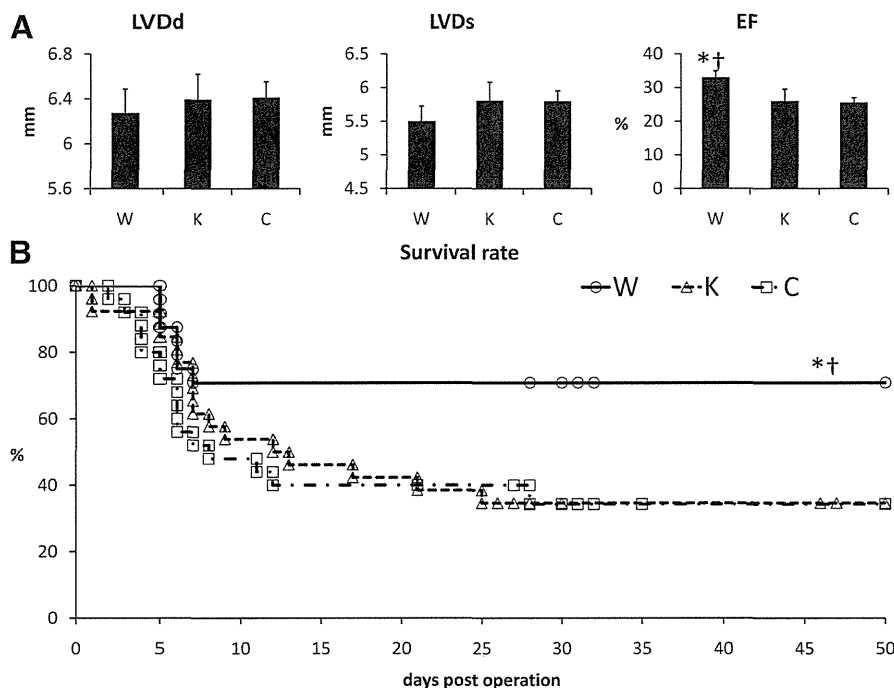 A
LVDd
LVDs
EF
6.8
6.4
6
5.6
mm
W K C
6.5
6
5.5
5
4.5
mm
W K C
40
30
20
10
0
%
*†
W K C
B
Survival rate
W K C
100
80
60
40
20
0
%
*†
0 5 10 15 20 25 30 35 40 45 50
days post operation